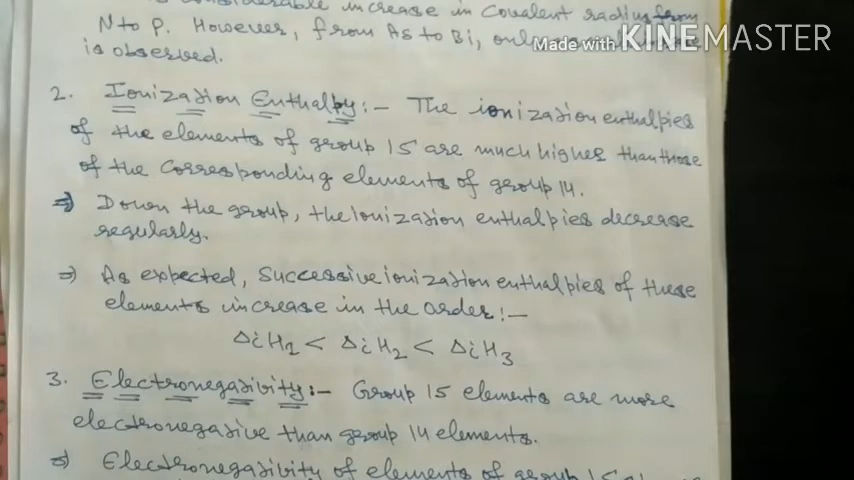 increase in Covalent radius from
N to P. However, from As to Bi, only
is observed.
Made with KINEMASTER
2. Ionization Enthalpy:- The ionization enthalpies
of the elements of group 15 are much higher than those
of the corresponding elements of group 14.
⇒ Down the group, the Ionization enthalpies decrease
regularly.
⇒ As expected, Successive ionization enthalpies of these
elements increase in the order:-
ΔiH1 < ΔiH2 < ΔiH3
3. Electronegativity:- Group 15 elements are more
electronegative than group 14 elements.
⇒ Electronegativity of elements of group 15